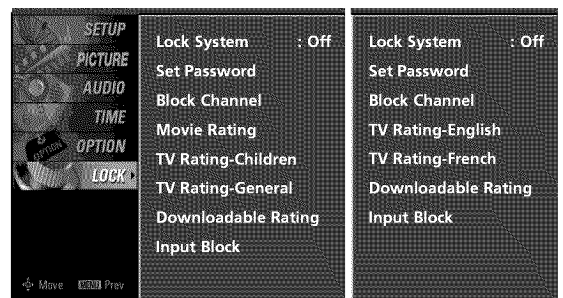 SETUP
PICTURE
AUDIO
TIME
OPTION
OPTION
LOCK
Move MENU Prev
Lock System : Off
Set Password
Block Channel
Movie Rating
TV Rating-Children
TV Rating-General
Downloadable Rating
Input Block
Lock System : Off
Set Password
Block Channel
TV Rating-English
TV Rating-French
Downloadable Rating
Input Block